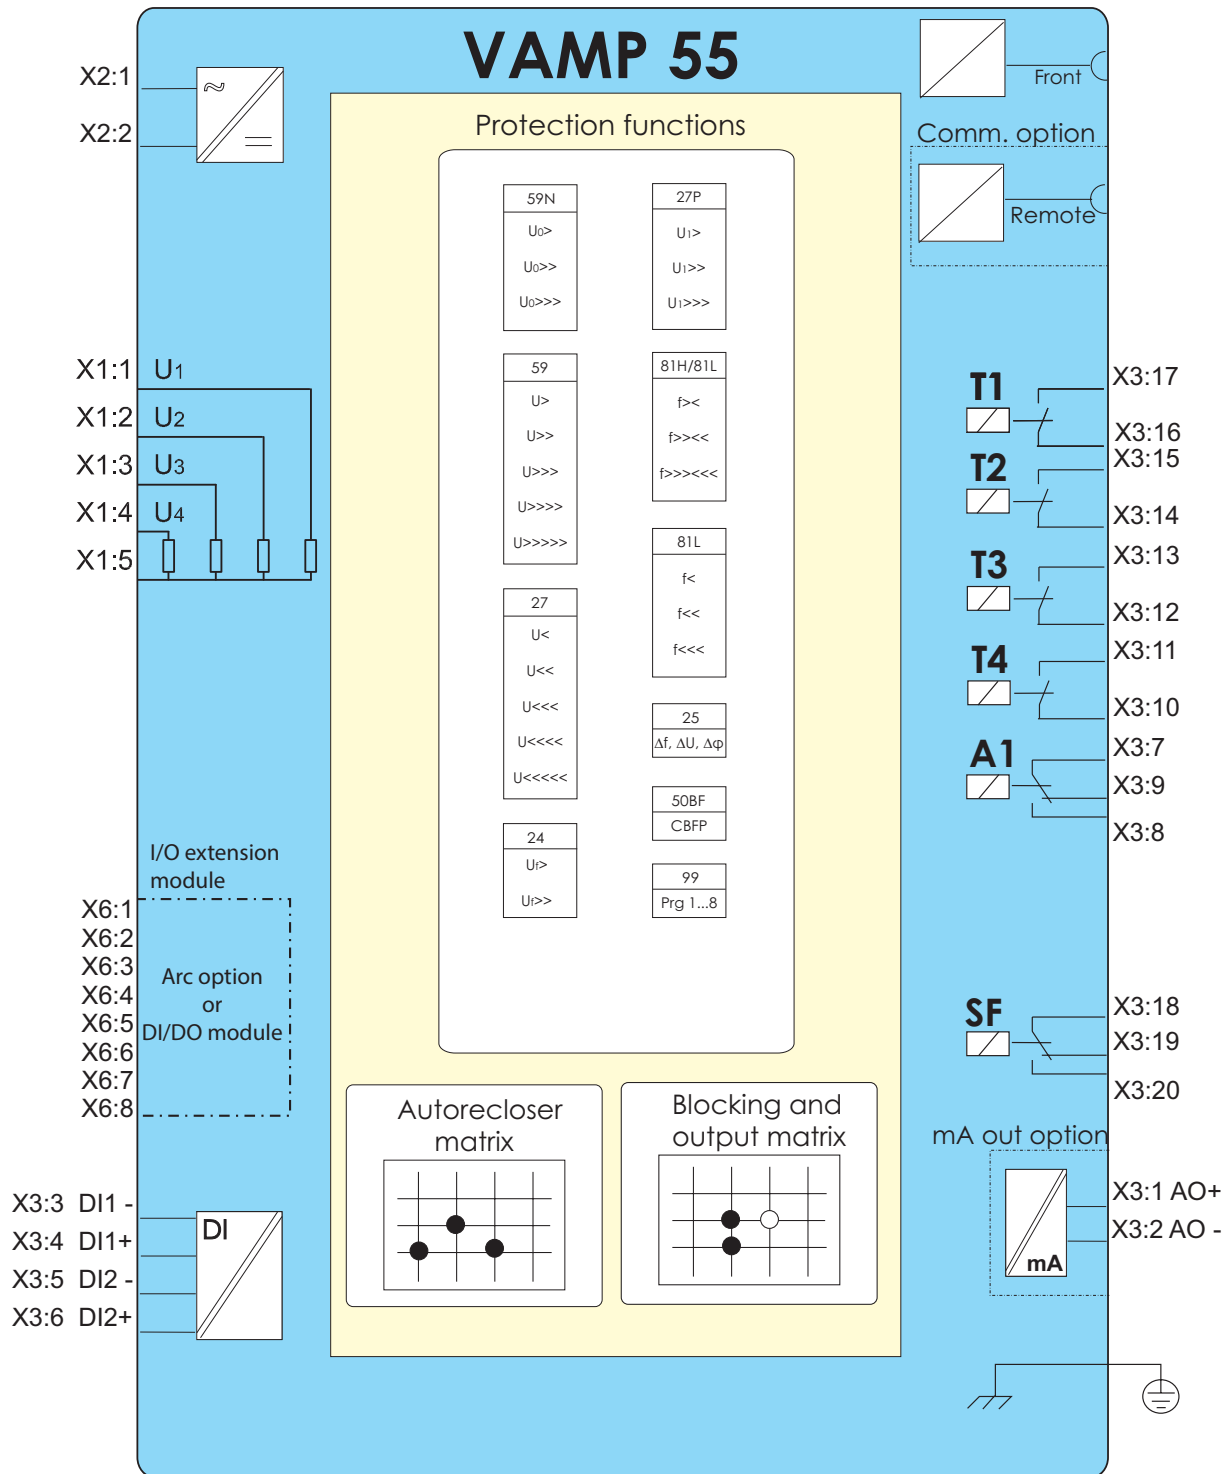 VAMP 55
X2:1
~
X2:2
Front
Protection functions
Comm. option
Remote
59N
U0>
U0>>
U0>>>
27P
U1>
U1>>
U1>>>
X1:1 U1
X1:2 U2
X1:3 U3
X1:4 U4
X1:5
59
U>
U>>
U>>>
U>>>>
U>>>>>
81H/81L
f><
f>><<
f>>><<<
81L
f<
f<<
f<<<
27
U<
U<<
U<<<
U<<<<
U<<<<<
25
Δf, ΔU, Δφ
50BF
CBFP
24
Uf>
Uf>>
99
Prg 1...8
T1
X3:17
X3:16
T2
X3:15
X3:14
T3
X3:13
X3:12
T4
X3:11
X3:10
A1
X3:7
X3:9
X3:8
I/O extension
module
X6:1
X6:2
X6:3
X6:4
X6:5
X6:6
X6:7
X6:8
Arc option
or
DI/DO module
SF
X3:18
X3:19
X3:20
Autorecloser
matrix
Blocking and
output matrix
mA out option
X3:1 AO+
X3:2 AO -
mA
X3:3 DI1 -
X3:4 DI1+
X3:5 DI2 -
X3:6 DI2+
DI